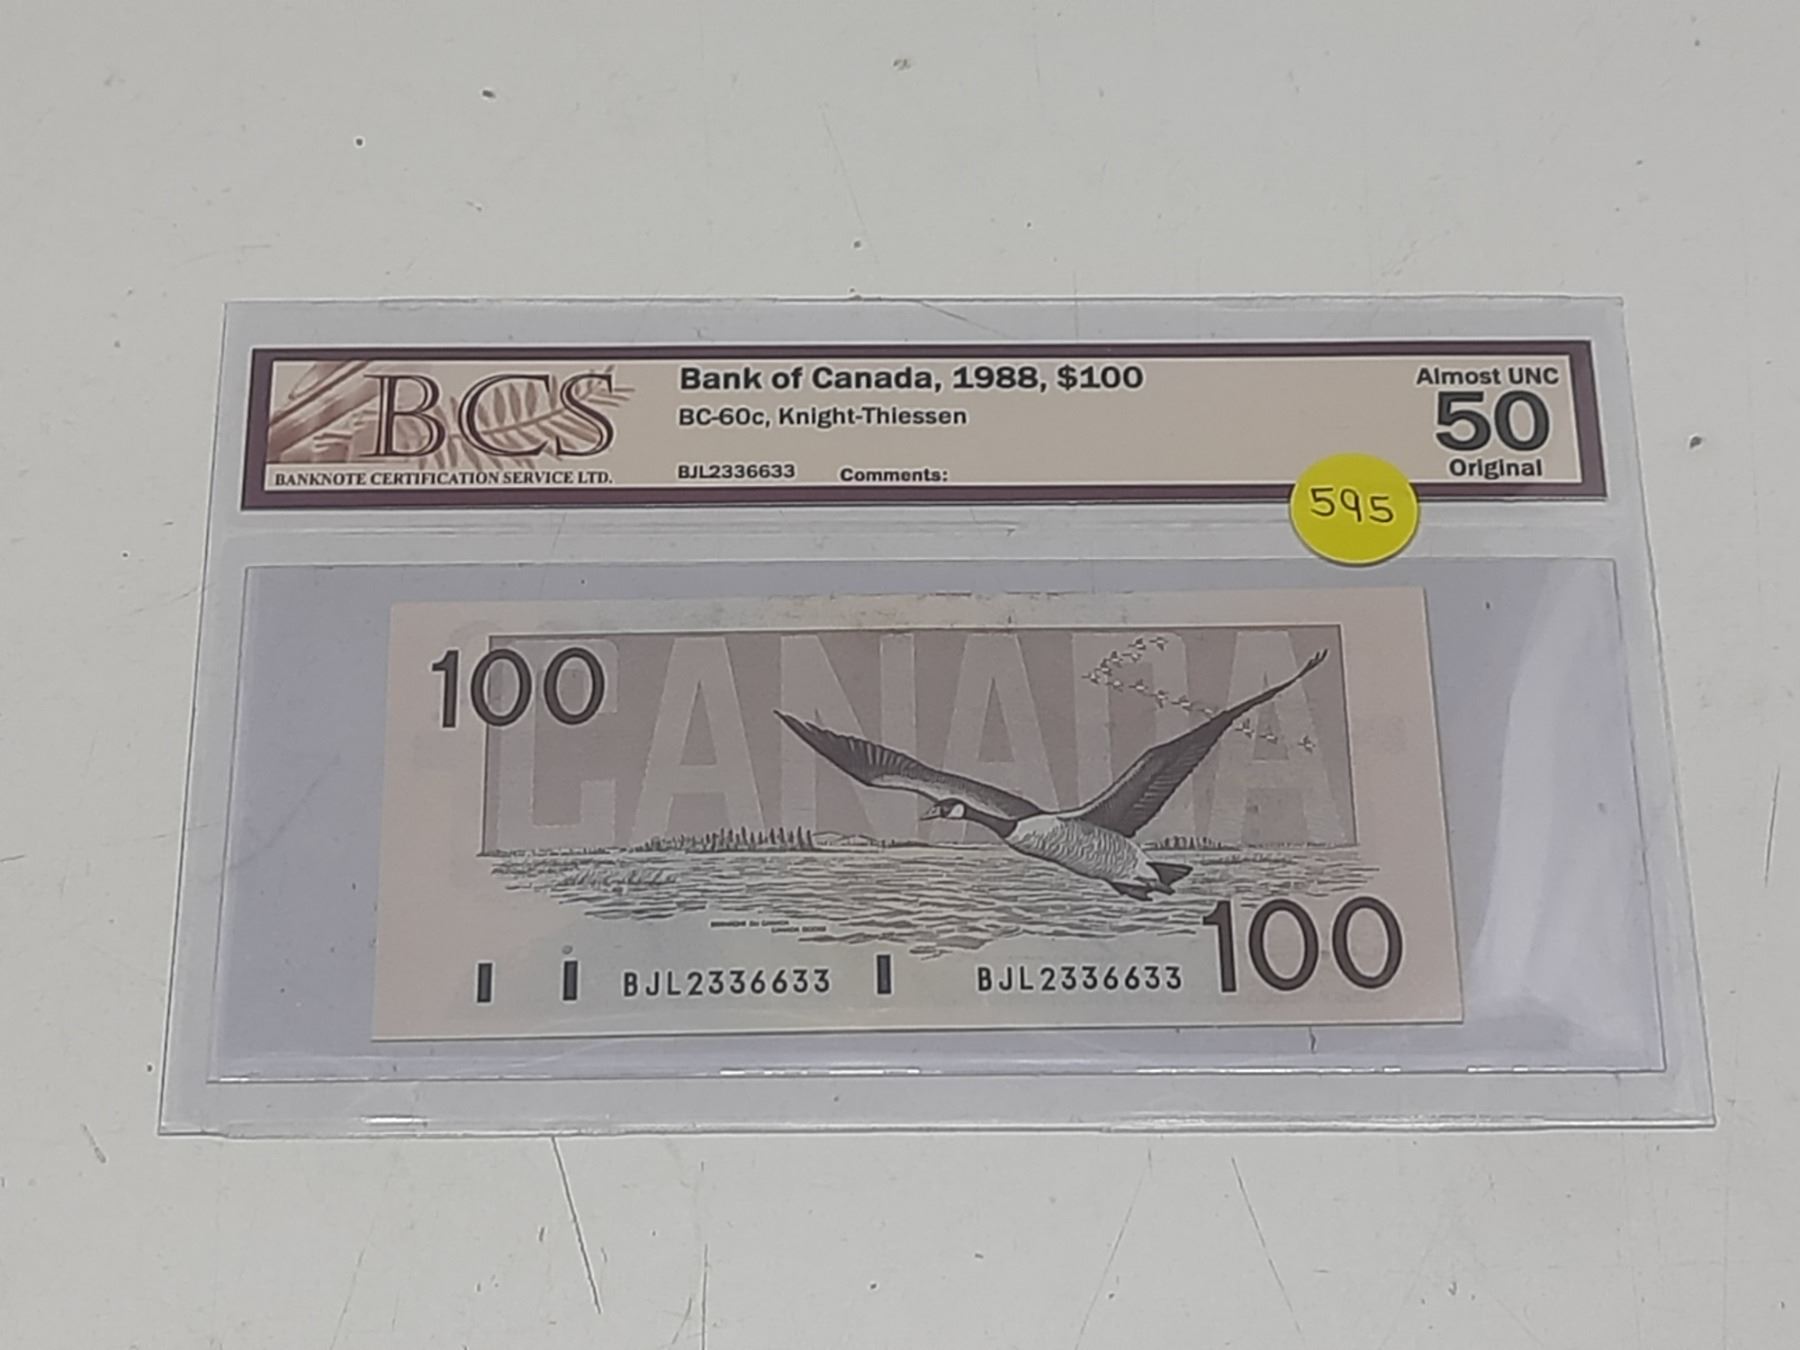 BCS
BANKNOTE CERTIFICATION SERVICE LTD.
Bank of Canada, 1988, $100
BC-60c, Knight-Thiessen
BJL2336633 Comments:
Almost UNC
50
Original
595
CANADA
100
100
BJL2336633 BJL2336633